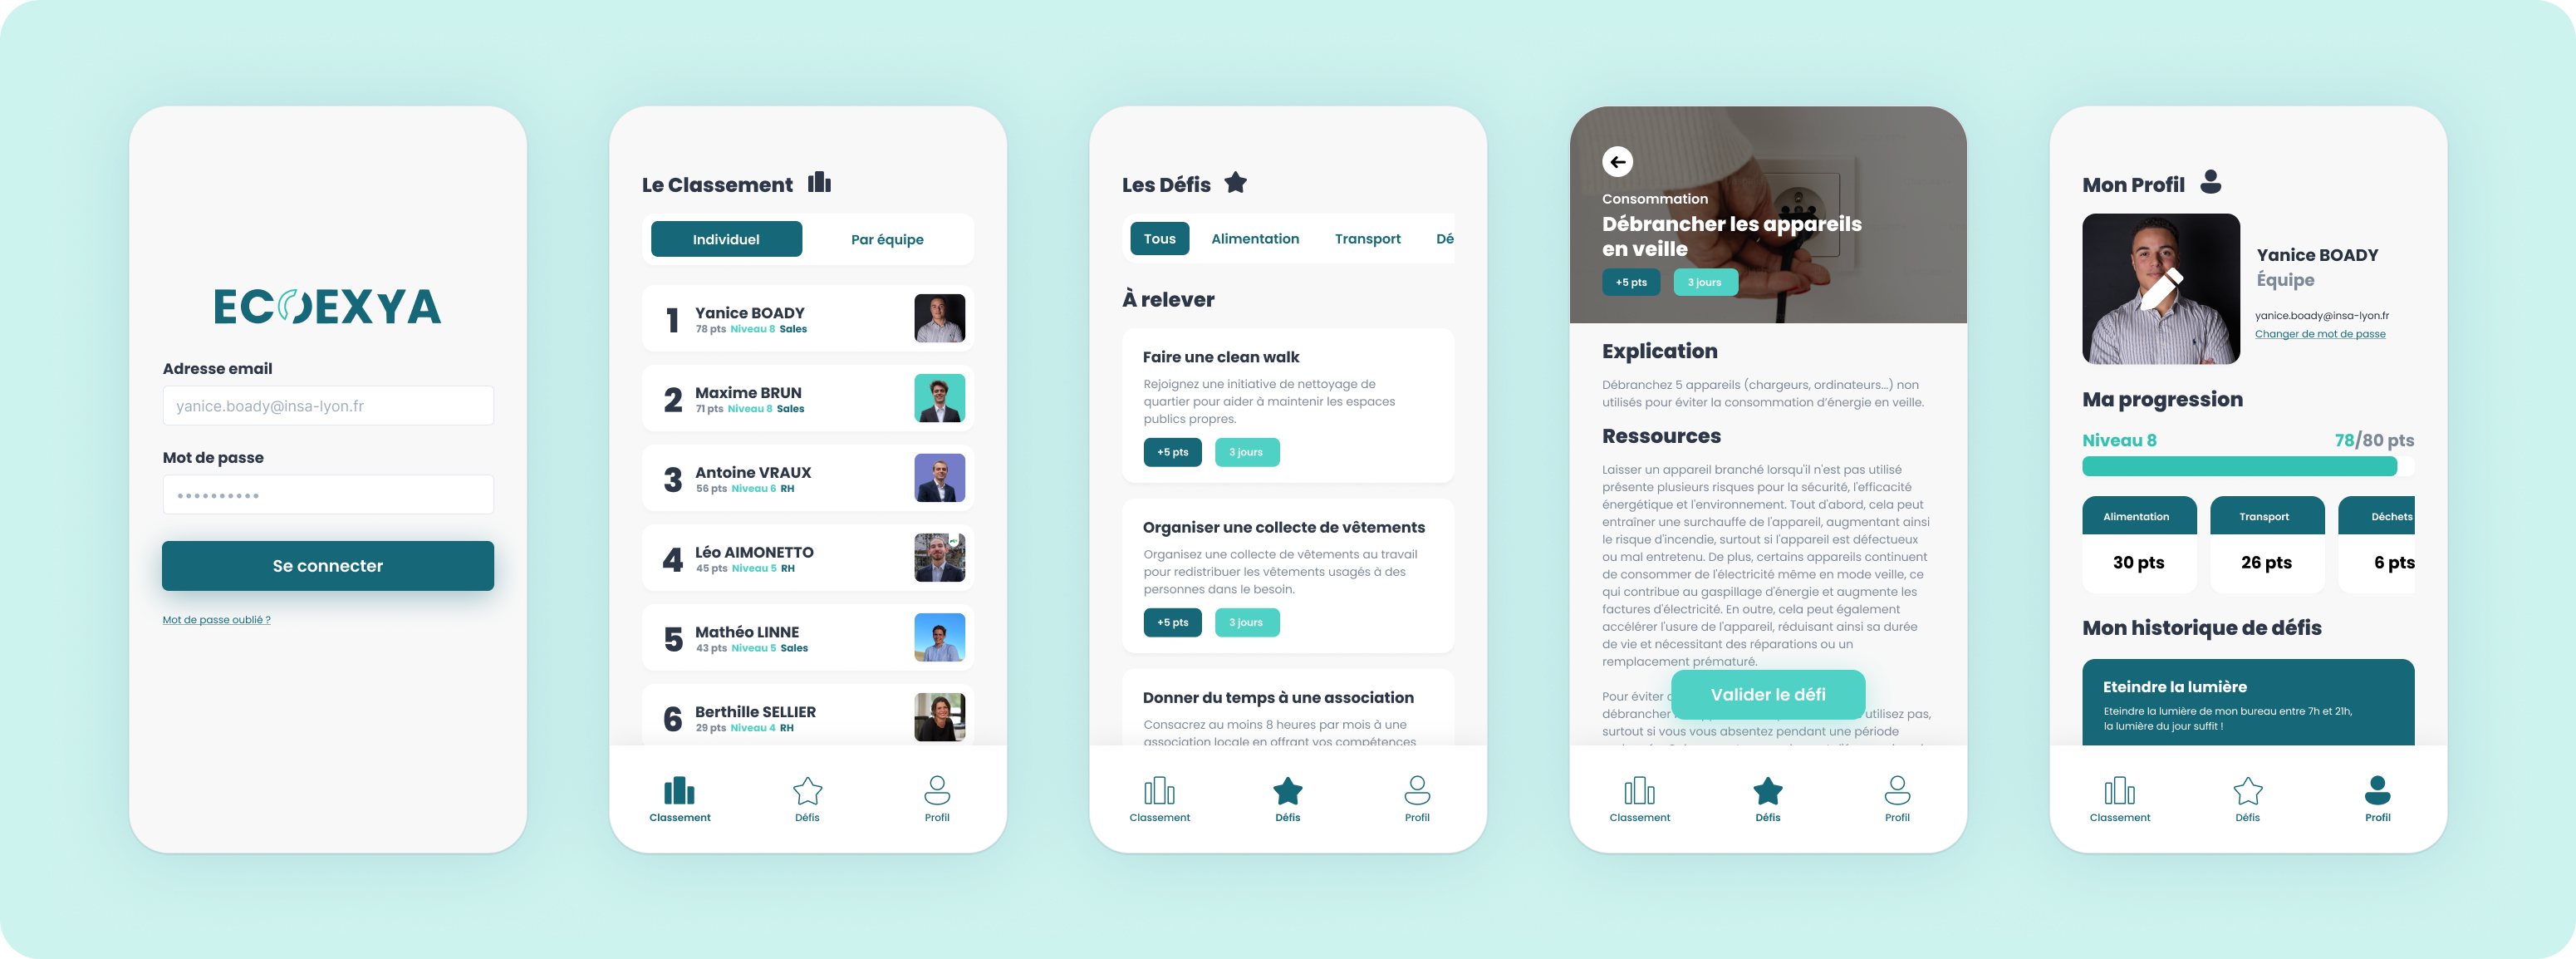 ECOEXYA
Adresse email
yanice.boady@insa-lyon.fr
Mot de passe
Se connecter
Mot de passe oublié ?
Le Classement
Individuel
Par équipe
1
Yanice BOADY
78 pts Niveau 8 Sales
2
Maxime BRUN
71 pts Niveau 8 Sales
3
Antoine VRAUX
56 pts Niveau 6 RH
4
Léo AIMONETTO
45 pts Niveau 5 RH
5
Mathéo LINNE
43 pts Niveau 5 Sales
6
Berthille SELLIER
29 pts Niveau 4 RH
Classement
Défis
Profil
Les Défis
Tous
Alimentation
Transport
Dé
À relever
Faire une clean walk
Rejoignez une initiative de nettoyage de
quartier pour aider à maintenir les espaces
publics propres.
+5 pts
3 jours
Organiser une collecte de vêtements
Organisez une collecte de vêtements au travail
pour redistribuer les vêtements usagés à des
personnes dans le besoin.
+5 pts
3 jours
Donner du temps à une association
Consacrez au moins 8 heures par mois à une
association locale en offrant vos compétences
Classement
Défis
Profil
Consommation
Débrancher les appareils
en veille
+5 pts
3 jours
Explication
Débranchez 5 appareils (chargeurs, ordinateurs...) non
utilisés pour éviter la consommation d'énergie en veille.
Ressources
Laisser un appareil branché lorsqu'il n'est pas utilisé
présente plusieurs risques pour la sécurité, l'efficacité
énergétique et l'environnement. Tout d'abord, cela peut
entraîner une surchauffe de l'appareil, augmentant ainsi
le risque d'incendie, surtout si l'appareil est défectueux
ou mal entretenu. De plus, certains appareils continuent
de consommer de l'électricité même en mode veille, ce
qui contribue au gaspillage d'énergie et augmente les
factures d'électricité. En outre, cela peut également
accélérer l'usure de l'appareil, réduisant ainsi sa durée
de vie et nécessitant des réparations ou un
remplacement prématuré.
Pour éviter
Valider le défi
débrancher utilisez pas,
surtout si vous vous absentez pendant une période
Classement
Défis
Profil
Mon Profil
Yanice BOADY
Équipe
yanice.boady@insa-lyon.fr
Changer de mot de passe
Ma progression
Niveau 8
78/80 pts
Alimentation
30 pts
Transport
26 pts
Déchets
6 pts
Mon historique de défis
Eteindre la lumière
Eteindre la lumière de mon bureau entre 7h et 21h,
la lumière du jour suffit !
Classement
Défis
Profil